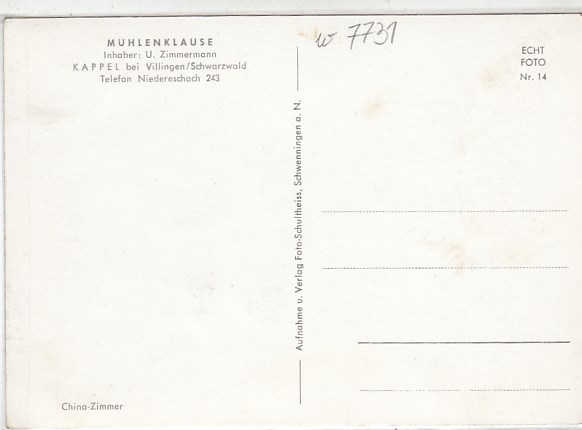 MUHLENKLAUSE
Inhaber: U. Zimmermann
KAPPEL bei Villingen/Schwarzwald
Telefon Niedereschach 243
w 7731
ECHT
FOTO
Nr. 14
Aufnahme u. Verlag Foto-Schultheiss, Schwenningen a. N.
China-Zimmer